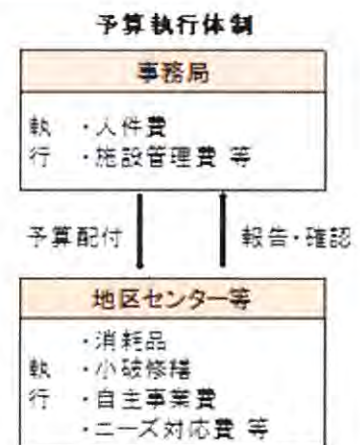 予算執行体制
事務局
執行
・人件費
・施設管理費 等
予算配付
報告・確認
地区センター等
執行
・消耗品
・小破修繕
・自主事業費
・ニーズ対応費 等